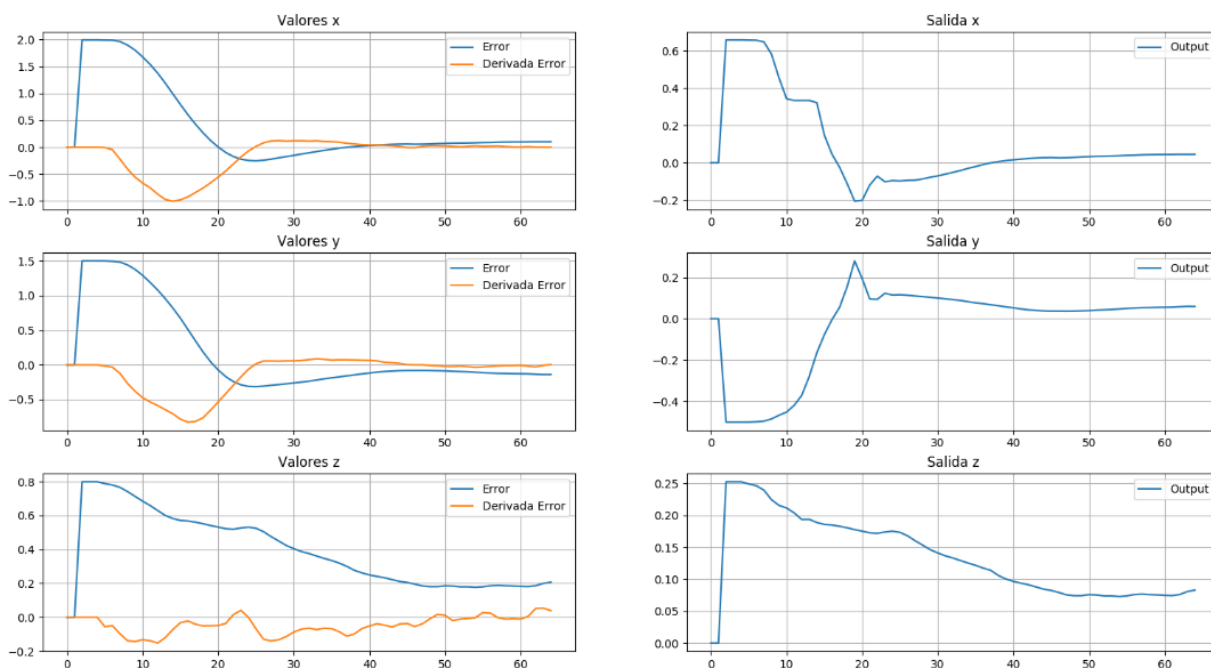 Valores x
2.0
1.5
1.0
0.5
0.0
−0.5
−1.0
0 10 20 30 40 50 60
Error
Derivada Error
Salida x
0.6
0.4
0.2
0.0
−0.2
0 10 20 30 40 50 60
Output
Valores y
1.5
1.0
0.5
0.0
−0.5
0 10 20 30 40 50 60
Error
Derivada Error
Salida y
0.2
0.0
−0.2
−0.4
0 10 20 30 40 50 60
Output
Valores z
0.8
0.6
0.4
0.2
0.0
−0.2
0 10 20 30 40 50 60
Error
Derivada Error
Salida z
0.25
0.20
0.15
0.10
0.05
0.00
0 10 20 30 40 50 60
Output